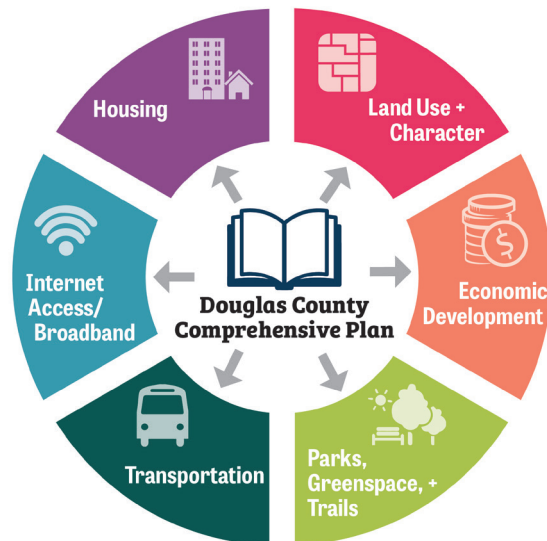 Housing
Land Use +
Character
Internet
Access/
Broadband
Douglas County
Comprehensive Plan
Economic
Development
Transportation
Parks,
Greenspace, +
Trails